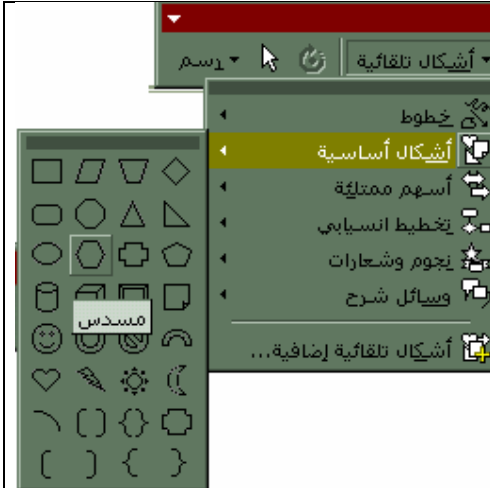 رسم أشكال تلقائية
خطوط
أشكال أساسية
أسهم ممتلئة
تخطيط انسيابي
نجوم وشعارات
وسائل شرح
أشكال تلقائية إضافية...
مسدس